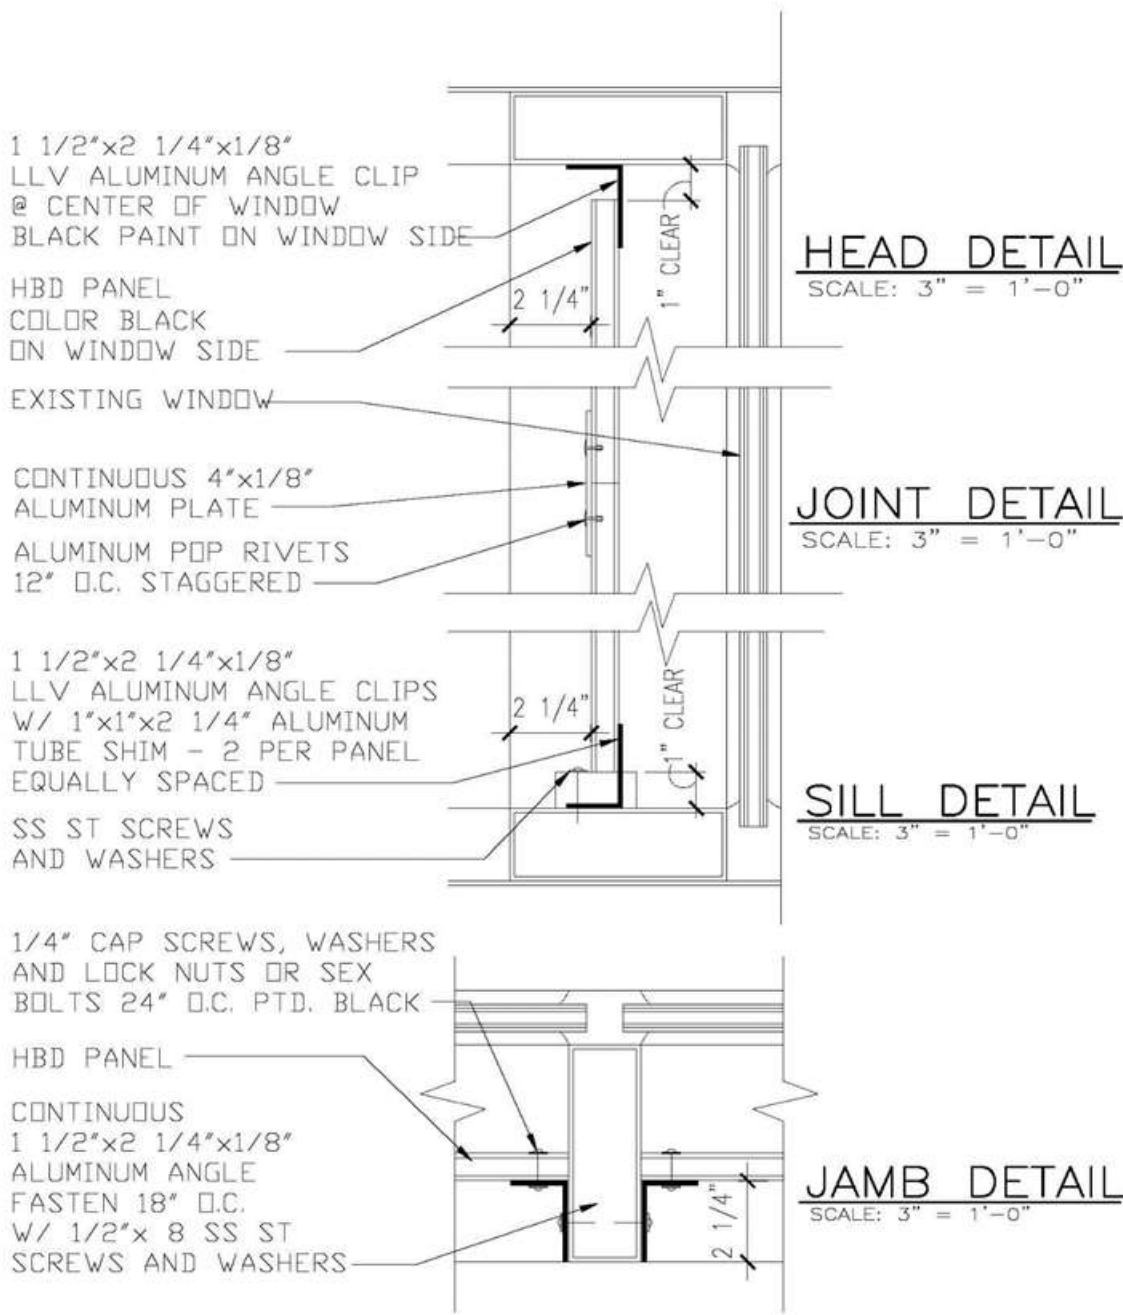 1 1/2"x2 1/4"x1/8"
LLV ALUMINUM ANGLE CLIP
@ CENTER OF WINDOW
BLACK PAINT ON WINDOW SIDE
HBD PANEL
COLOR BLACK
ON WINDOW SIDE
2 1/4"
1" CLEAR
HEAD DETAIL
SCALE: 3" = 1'-0"
EXISTING WINDOW
CONTINUOUS 4"x1/8"
ALUMINUM PLATE
ALUMINUM POP RIVETS
12" O.C. STAGGERED
JOINT DETAIL
SCALE: 3" = 1'-0"
1 1/2"x2 1/4"x1/8"
LLV ALUMINUM ANGLE CLIPS
W/ 1"x1"x2 1/4" ALUMINUM
TUBE SHIM - 2 PER PANEL
EQUALLY SPACED
SS ST SCREWS
AND WASHERS
2 1/4"
1" CLEAR
SILL DETAIL
SCALE: 3" = 1'-0"
1/4" CAP SCREWS, WASHERS
AND LOCK NUTS OR SEX
BOLTS 24" O.C. PTD. BLACK
HBD PANEL
CONTINUOUS
1 1/2"x2 1/4"x1/8"
ALUMINUM ANGLE
FASTEN 18" O.C.
W/ 1/2"x 8 SS ST
SCREWS AND WASHERS
2 1/4"
JAMB DETAIL
SCALE: 3" = 1'-0"